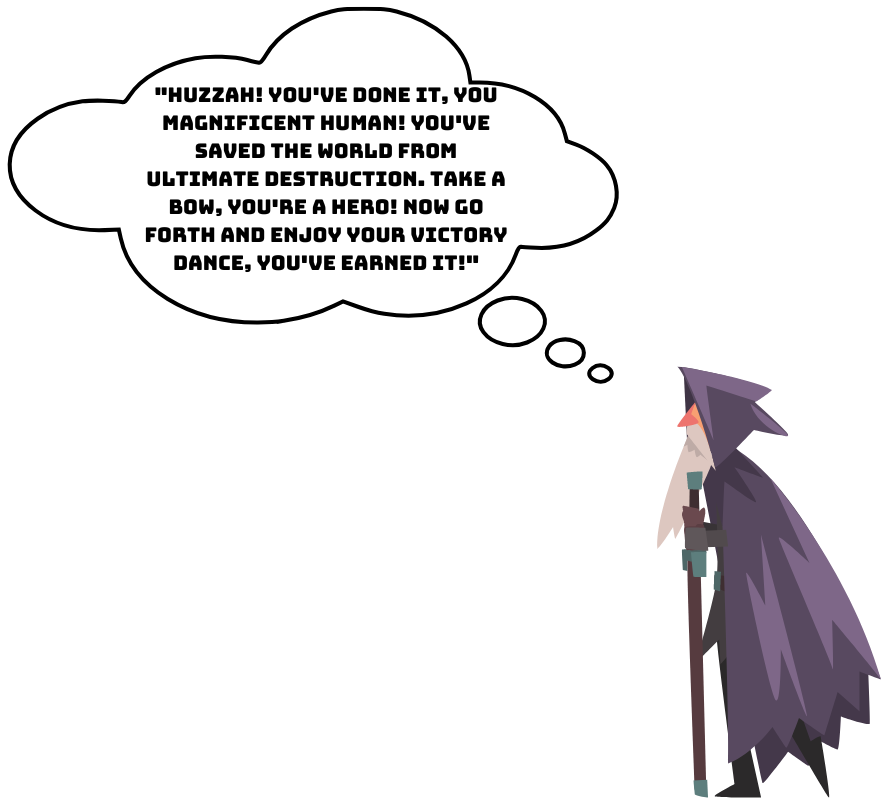 "HUZZAH! YOU'VE DONE IT, YOU
MAGNIFICENT HUMAN! YOU'VE
SAVED THE WORLD FROM
ULTIMATE DESTRUCTION. TAKE A
BOW, YOU'RE A HERO! NOW GO
FORTH AND ENJOY YOUR VICTORY
DANCE, YOU'VE EARNED IT!"